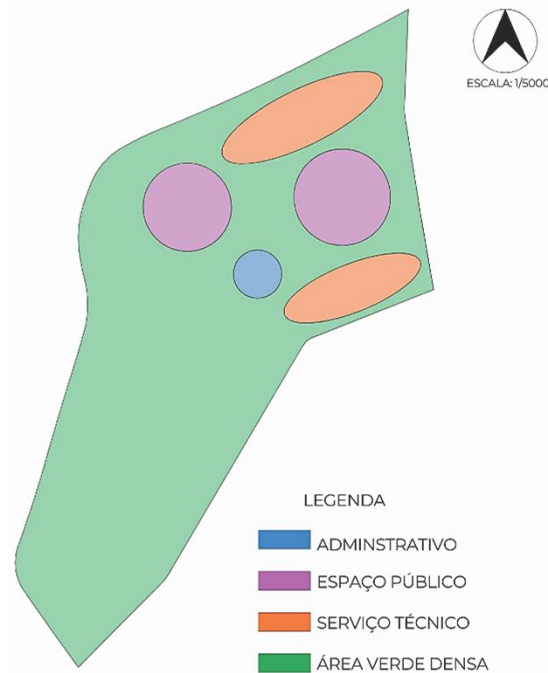 ESCALA: 1/5000
LEGENDA
ADMINSTRATIVO
ESPAÇO PÚBLICO
SERVIÇO TÉCNICO
ÁREA VERDE DENSA